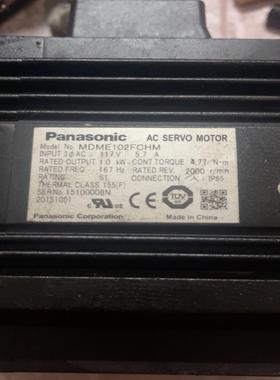 Panasonic AC SERVO MOTOR
Model No. MDME102FCHM
INPUT 3φAC 117 V 5.7 A
RATED OUTPUT 1.0 kW CONT.TORQUE 4.77 N·m
RATED FREQ. 167 Hz RATED REV. 2000 r/min
RATING S1 CONNECTION IP65
THERMAL CLASS 155(F)
SER.No. 1510000BN
20151001
Panasonic Corporation Made in China